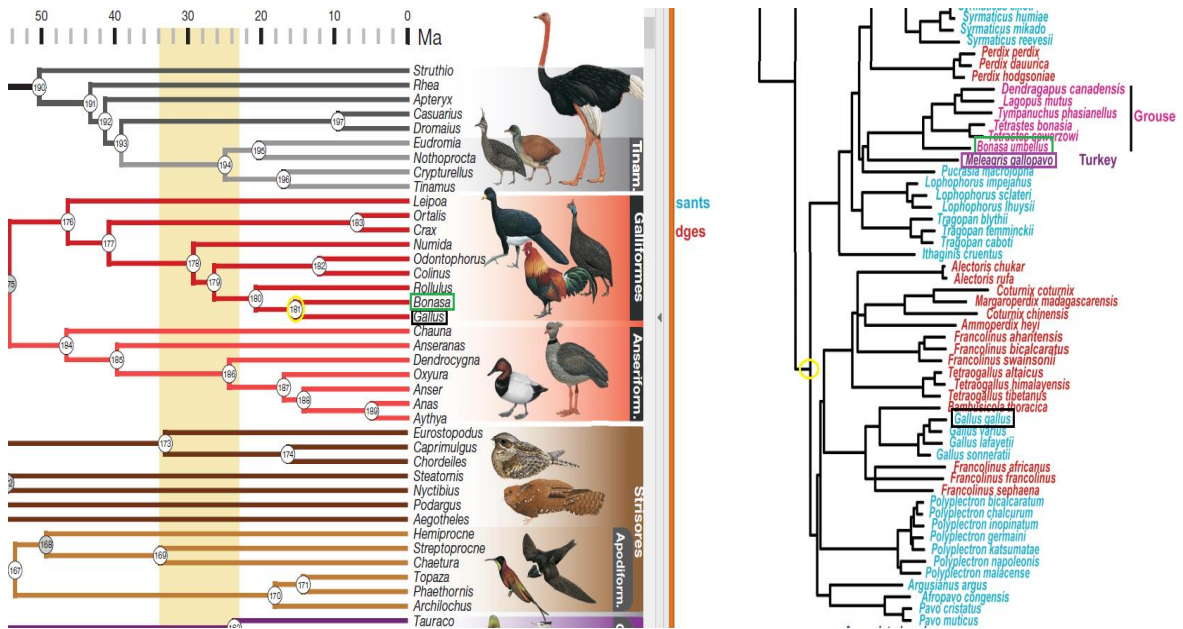 50 40 30 20 10 0
Ma
Struthio
190
Rhea
191
Apteryx
192
Casuarius
197
Dromaius
193
Eudromia
195
Nothoprocta
194
Crypturellus
196
Tinamus
Tinam.
Leipoa
176
Ortalis
183
Crax
177
Numida
178
Odontophorus
182
Colinus
179
Rollulus
180
Bonasa
181
Gallus
Galliformes
75
Chauna
184
Anseranas
185
Dendrocygna
186
Oxyura
187
Anser
188
Anas
189
Aythya
Anseriform.
Eurostopodus
173
Caprimulgus
174
Chordeiles
Steatornis
Nyctibius
Podargus
Aegotheles
Hemiprocne
168
Streptoprocne
169
Chaetura
167
Topaza
171
Phaethornis
170
Archilochus
Strisores
Apodiform.
Tauraco
sants
dges
Syrmaticus humiae
Syrmaticus mikado
Syrmaticus reevesii
Perdix perdix
Perdix dauurica
Perdix hodgsoniae
Dendragapus canadensis
Lagopus mutus
Tympanuchus phasianellus
Tetrastes bonasia
Tetrastes sewerzowi
Bonasa umbellus
Grouse
Meleagris gallopavo
Turkey
Pucrasia macrolopha
Lophophorus impejahus
Lophophorus sclateri
Lophophorus lhuysii
Tragopan blythii
Tragopan temminckii
Tragopan caboti
Ithaginis cruentus
Alectoris chukar
Alectoris rufa
Coturnix coturnix
Margaroperdix madagascarensis
Coturnix chinensis
Ammoperdix heyi
Francolinus ahantensis
Francolinus bicalcaratus
Francolinus swainsonii
Tetraogallus altaicus
Tetraogallus himalayensis
Tetraogallus tibetanus
Bambusicola thoracica
Gallus gallus
Gallus varius
Gallus lafayetii
Gallus sonneratii
Francolinus africanus
Francolinus francolinus
Francolinus sephaena
Polyplectron bicalcaratum
Polyplectron chalcurum
Polyplectron inopinatum
Polyplectron germaini
Polyplectron katsumatae
Polyplectron napoleonis
Polyplectron malacense
Argusianus argus
Afropavo congensis
Pavo cristatus
Pavo muticus